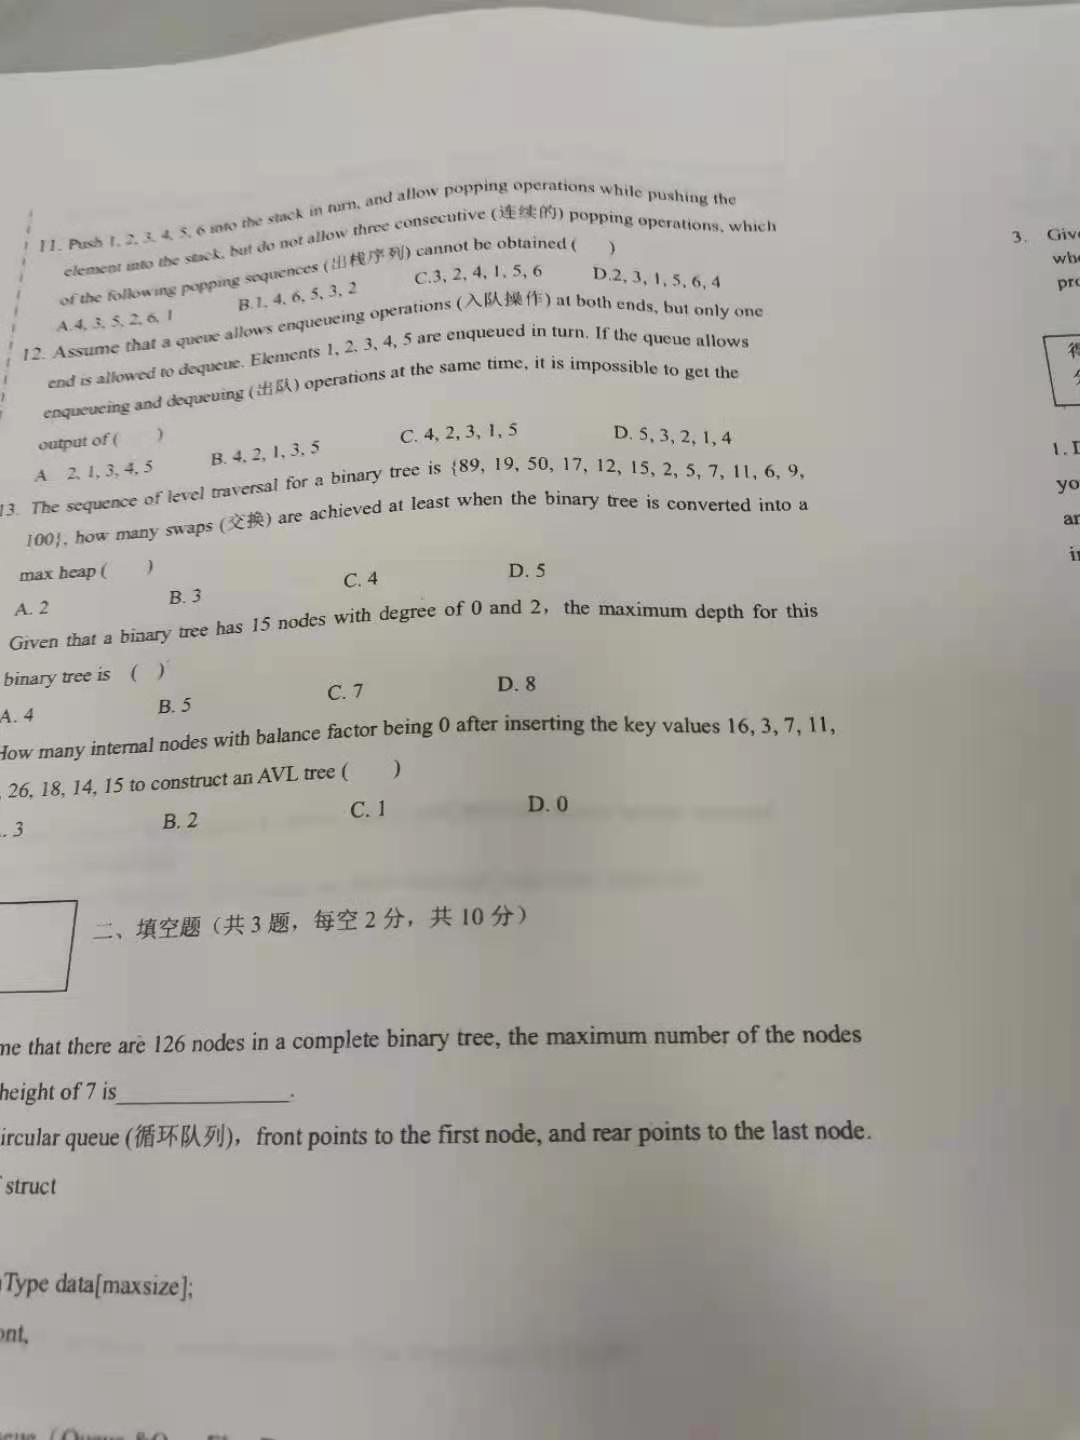 11. Push 1, 2, 3, 4, 5, 6 into the stack in turn, and allow popping operations while pushing the
element into the stack, but do not allow three consecutive (连续的) popping operations, which
of the following popping sequences (出栈序列) cannot be obtained ( )
A.4, 3, 5, 2, 6, 1 B.1, 4, 6, 5, 3, 2 C.3, 2, 4, 1, 5, 6 D.2, 3, 1, 5, 6, 4
12. Assume that a queue allows enqueueing operations (入队操作) at both ends, but only one
end is allowed to dequeue. Elements 1, 2, 3, 4, 5 are enqueued in turn. If the queue allows
enqueueing and dequeuing (出队) operations at the same time, it is impossible to get the
output of ( )
A 2, 1, 3, 4, 5 B. 4, 2, 1, 3, 5 C. 4, 2, 3, 1, 5 D. 5, 3, 2, 1, 4
13. The sequence of level traversal for a binary tree is {89, 19, 50, 17, 12, 15, 2, 5, 7, 11, 6, 9,
100}, how many swaps (交换) are achieved at least when the binary tree is converted into a
max heap ( )
A. 2 B. 3 C. 4 D. 5
Given that a binary tree has 15 nodes with degree of 0 and 2, the maximum depth for this
binary tree is ( )
A. 4 B. 5 C. 7 D. 8
How many internal nodes with balance factor being 0 after inserting the key values 16, 3, 7, 11,
, 26, 18, 14, 15 to construct an AVL tree ( )
. 3 B. 2 C. 1 D. 0
二、填空题（共 3 题，每空 2 分，共 10 分）
me that there are 126 nodes in a complete binary tree, the maximum number of the nodes
height of 7 is______________.
ircular queue (循环队列), front points to the first node, and rear points to the last node.
struct
Type data[maxsize];
ont,
3. Giv
wh
pro
得
1. I
yo
ar
in